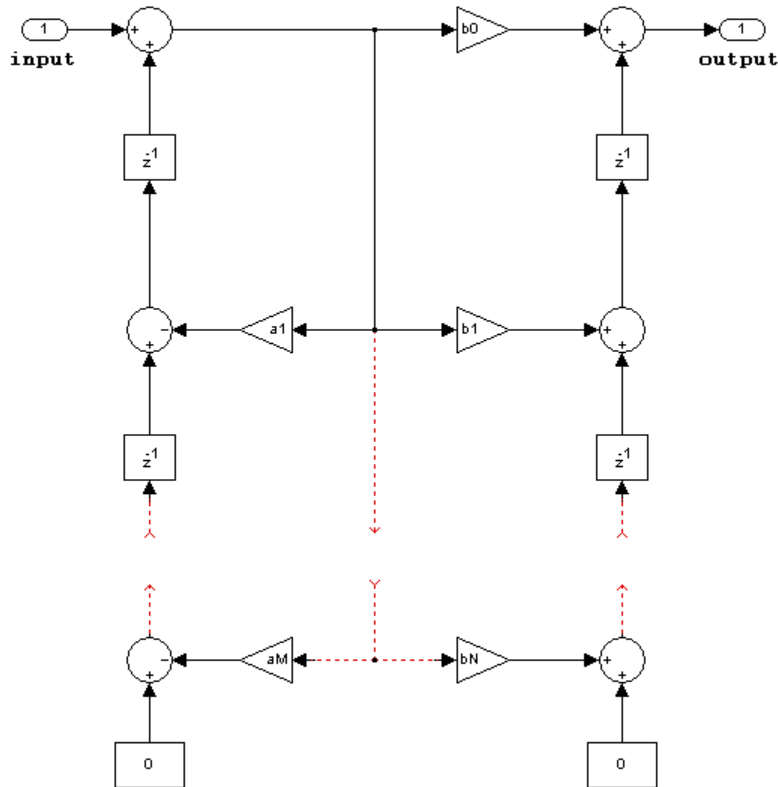 1
+
+
b0
+
+
1
input
output
z-1
z-1
−
+
a1
b1
+
+
z-1
z-1
−
+
aM
bN
+
+
0
0